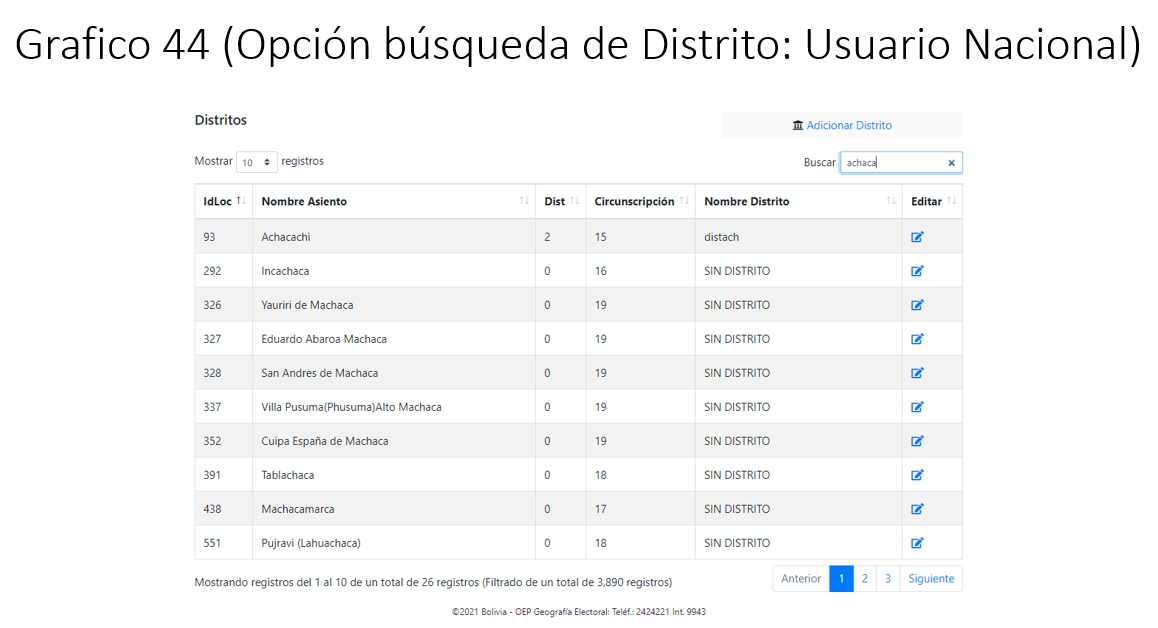 Grafico 44 (Opción búsqueda de Distrito: Usuario Nacional)
Distritos
Adicionar Distrito
Mostrar 10 registros
Buscar achaca
IdLoc Nombre Asiento Dist Circunscripción Nombre Distrito Editar
93 Achacachi 2 15 distach
292 Incachaca 0 16 SIN DISTRITO
326 Yauriri de Machaca 0 19 SIN DISTRITO
327 Eduardo Abaroa Machaca 0 19 SIN DISTRITO
328 San Andres de Machaca 0 19 SIN DISTRITO
337 Villa Pusuma(Phusuma)Alto Machaca 0 19 SIN DISTRITO
352 Cuipa España de Machaca 0 19 SIN DISTRITO
391 Tablachaca 0 18 SIN DISTRITO
438 Machacamarca 0 17 SIN DISTRITO
551 Pujravi (Lahuachaca) 0 18 SIN DISTRITO
Mostrando registros del 1 al 10 de un total de 26 registros (Filtrado de un total de 3,890 registros)
Anterior 1 2 3 Siguiente
©2021 Bolivia - OEP Geografía Electoral: Teléf.: 2424221 Int. 9943